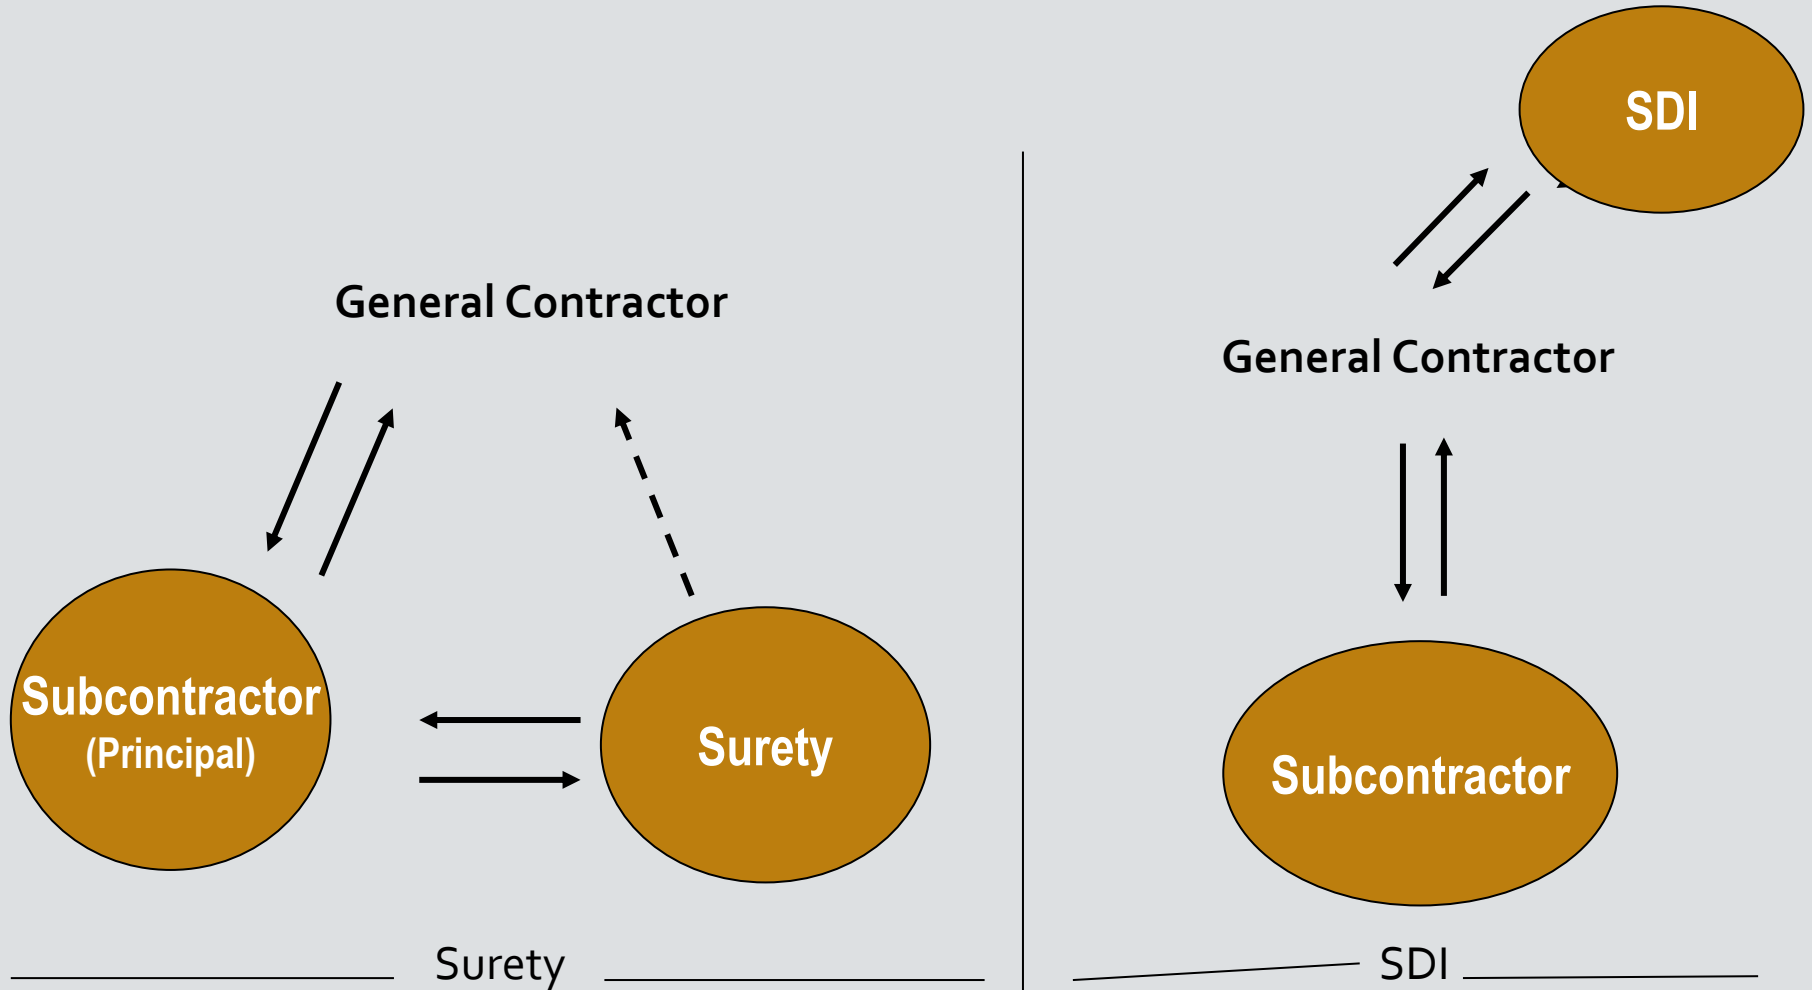 General Contractor
Subcontractor
(Principal)
Surety
Surety
SDI
General Contractor
Subcontractor
SDI